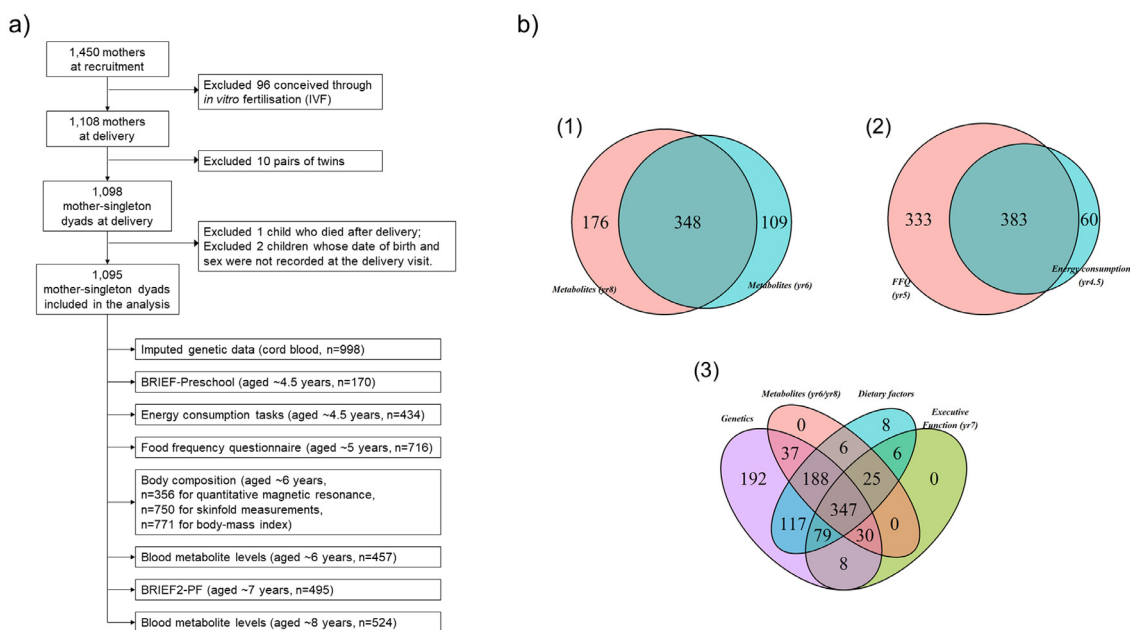 a)
1,450 mothers
at recruitment
Excluded 96 conceived through
in vitro fertilisation (IVF)
1,108 mothers
at delivery
Excluded 10 pairs of twins
1,098
mother-singleton
dyads at delivery
Excluded 1 child who died after delivery;
Excluded 2 children whose date of birth and
sex were not recorded at the delivery visit.
1,095
mother-singleton dyads
included in the analysis
Imputed genetic data (cord blood, n=998)
BRIEF-Preschool (aged ~4.5 years, n=170)
Energy consumption tasks (aged ~4.5 years, n=434)
Food frequency questionnaire (aged ~5 years, n=716)
Body composition (aged ~6 years,
n=356 for quantitative magnetic resonance,
n=750 for skinfold measurements,
n=771 for body-mass index)
Blood metabolite levels (aged ~6 years, n=457)
BRIEF2-PF (aged ~7 years, n=495)
Blood metabolite levels (aged ~8 years, n=524)
b)
(1)
176
348
109
Metabolites (yr8)
Metabolites (yr6)
(2)
333
383
60
FFQ
(yr5)
Energy consumption
(yr4.5)
(3)
Metabolites (yr6/yr8)
Dietary factors
Genetics
Executive
Function (yr7)
0
8
37
6
6
192
188
25
0
347
117
79
30
0
8